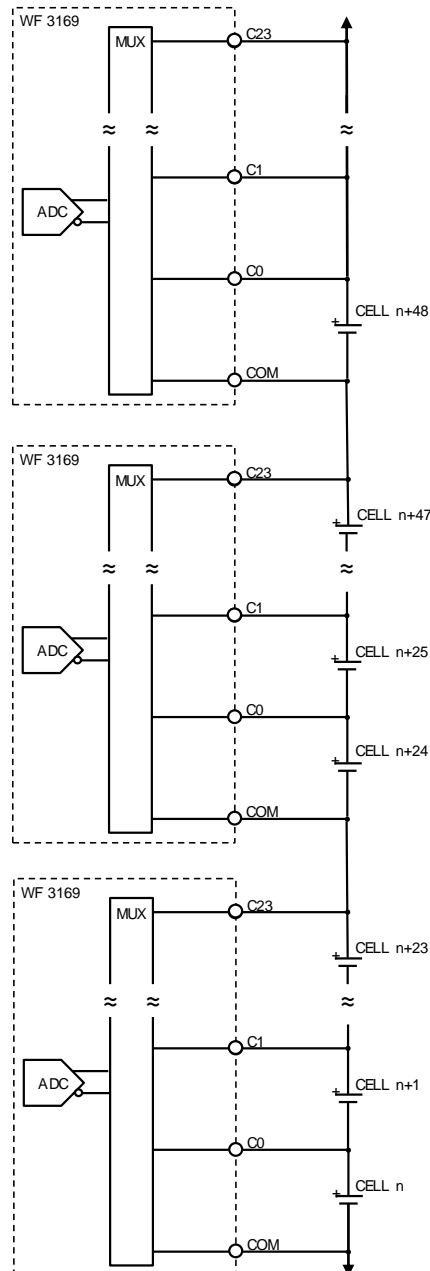 WF 3169
MUX
C23
≈ ≈ ≈
C1
ADC
C0
CELL n+48
+
COM
WF 3169
MUX
C23
CELL n+47
+
≈ ≈ ≈
C1
ADC
CELL n+25
+
C0
CELL n+24
+
COM
WF 3169
MUX
C23
CELL n+23
+
≈ ≈ ≈
C1
ADC
CELL n+1
+
C0
CELL n
+
COM